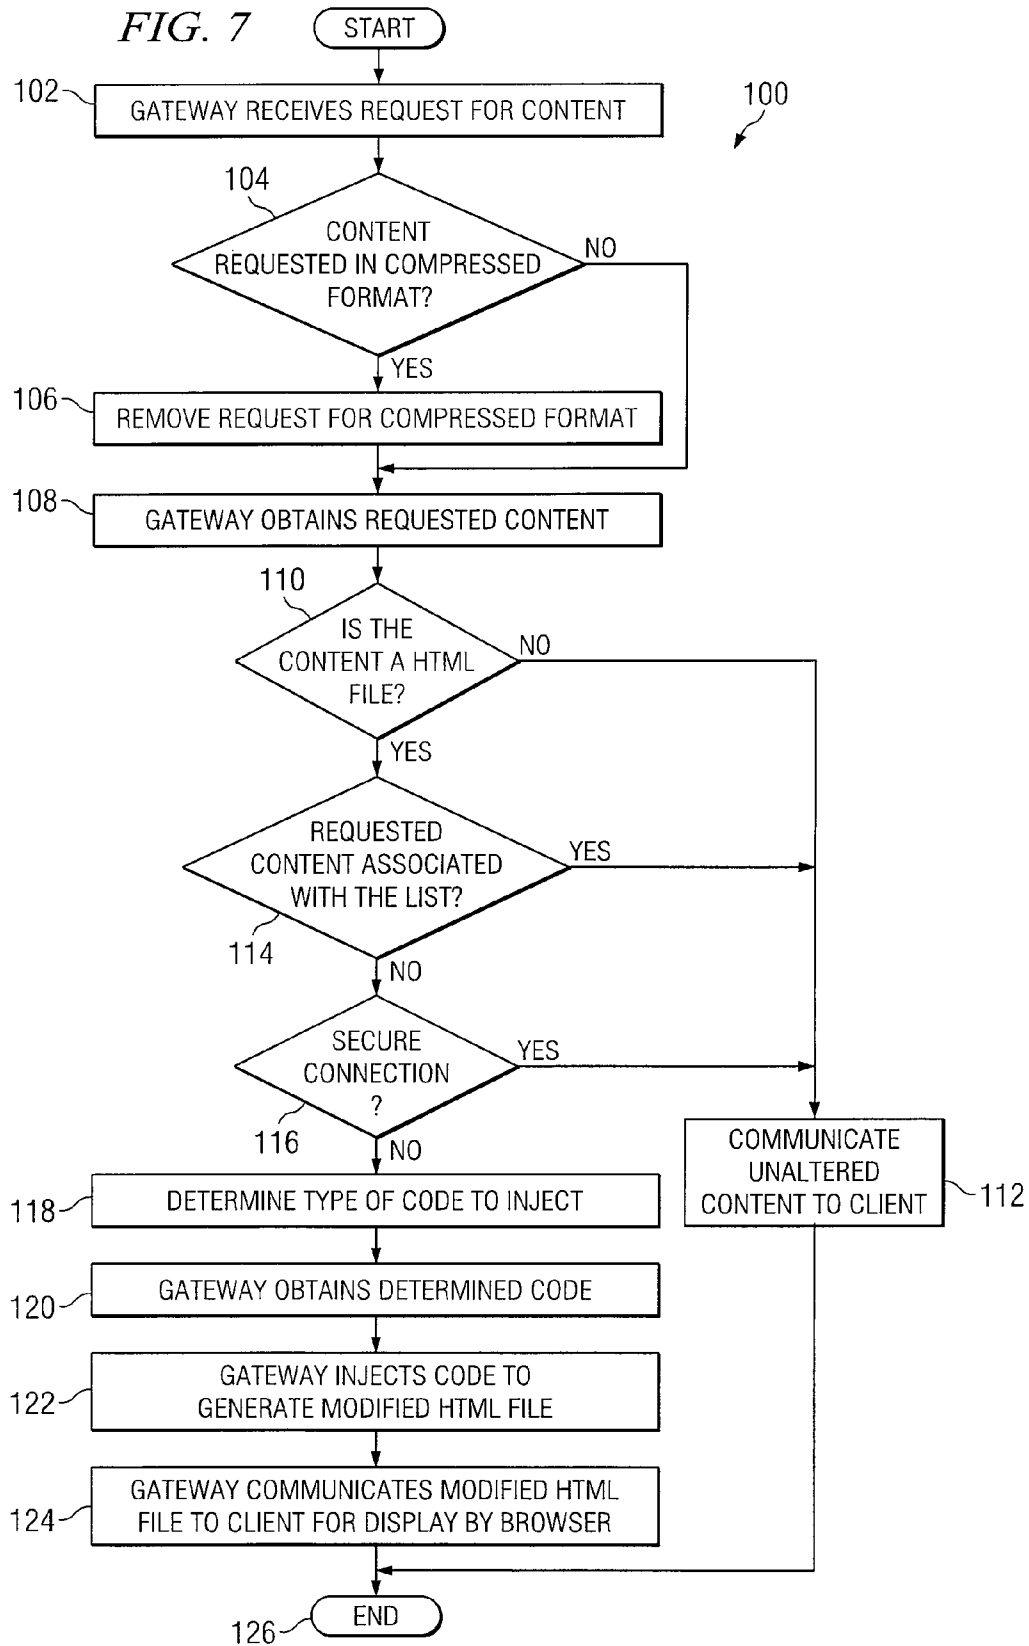 FIG. 7
START
102
GATEWAY RECEIVES REQUEST FOR CONTENT
100
104
CONTENT
REQUESTED IN COMPRESSED
FORMAT?
NO
YES
106
REMOVE REQUEST FOR COMPRESSED FORMAT
108
GATEWAY OBTAINS REQUESTED CONTENT
110
IS THE
CONTENT A HTML
FILE?
NO
YES
REQUESTED
CONTENT ASSOCIATED
WITH THE LIST?
YES
114
NO
SECURE
CONNECTION
?
YES
116
NO
COMMUNICATE
UNALTERED
CONTENT TO CLIENT
112
118
DETERMINE TYPE OF CODE TO INJECT
120
GATEWAY OBTAINS DETERMINED CODE
122
GATEWAY INJECTS CODE TO
GENERATE MODIFIED HTML FILE
124
GATEWAY COMMUNICATES MODIFIED HTML
FILE TO CLIENT FOR DISPLAY BY BROWSER
126
END